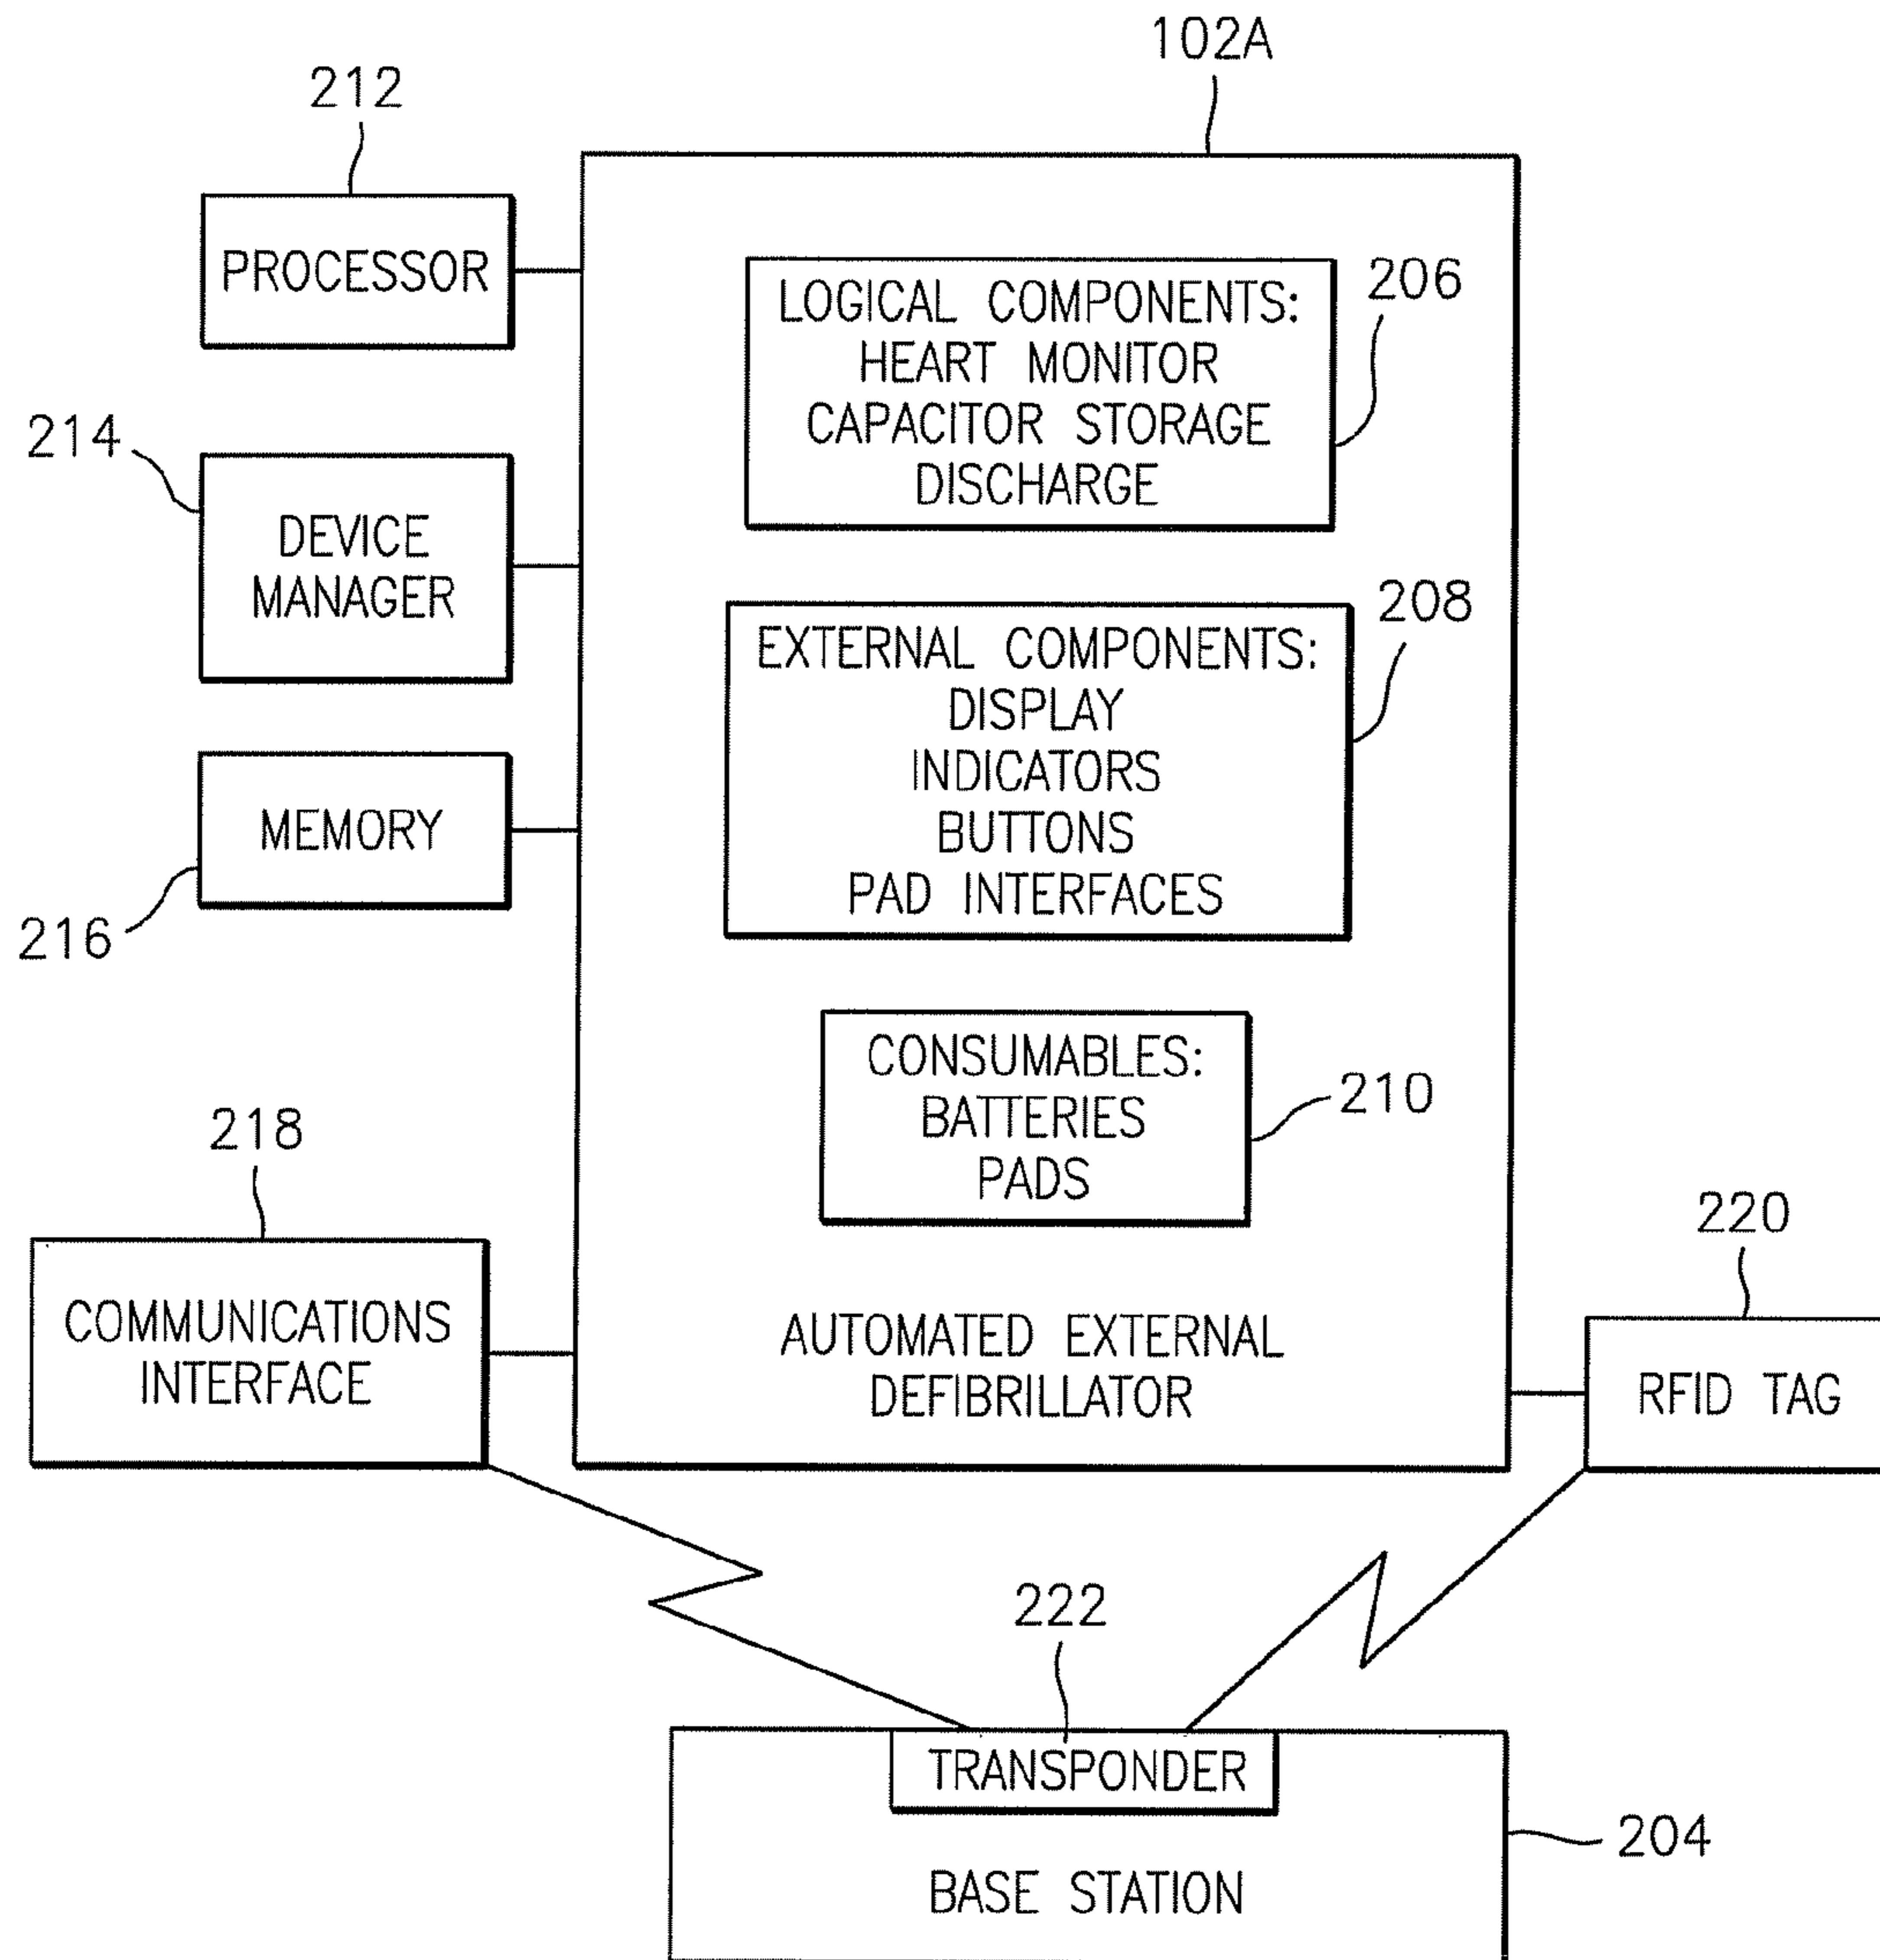 102A
212
PROCESSOR
LOGICAL COMPONENTS:
HEART MONITOR
CAPACITOR STORAGE
DISCHARGE
206
214
DEVICE
MANAGER
EXTERNAL COMPONENTS:
DISPLAY
INDICATORS
BUTTONS
PAD INTERFACES
208
MEMORY
216
CONSUMABLES:
BATTERIES
PADS
210
218
COMMUNICATIONS
INTERFACE
AUTOMATED EXTERNAL
DEFIBRILLATOR
220
RFID TAG
222
TRANSPONDER
BASE STATION
204